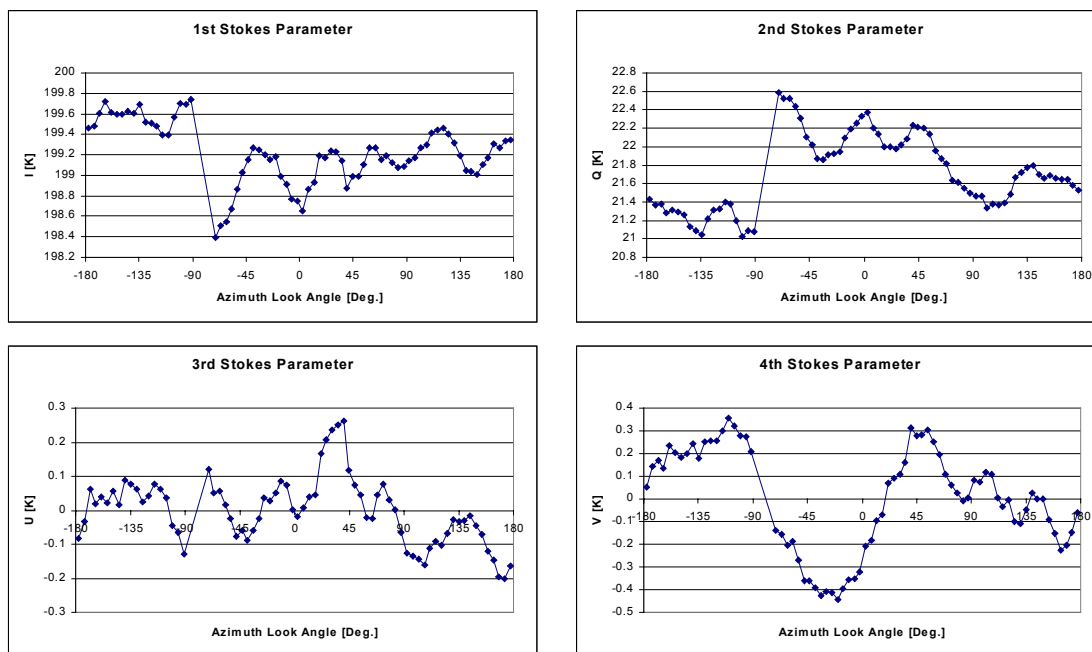 1st Stokes Parameter
I [K]
200
199.8
199.6
199.4
199.2
199
198.8
198.6
198.4
198.2
-180 -135 -90 -45 0 45 90 135 180
Azimuth Look Angle [Deg.]
2nd Stokes Parameter
Q [K]
22.8
22.6
22.4
22.2
22
21.8
21.6
21.4
21.2
21
20.8
-180 -135 -90 -45 0 45 90 135 180
Azimuth Look Angle [Deg.]
3rd Stokes Parameter
U [K]
0.3
0.2
0.1
0
-0.1
-0.2
-0.3
-180 -135 -90 -45 0 45 90 135 180
Azimuth Look Angle [Deg.]
4th Stokes Parameter
V [K]
0.4
0.3
0.2
0.1
0
-0.1
-0.2
-0.3
-0.4
-0.5
-180 -135 -90 -45 0 45 90 135 180
Azimuth Look Angle [Deg.]